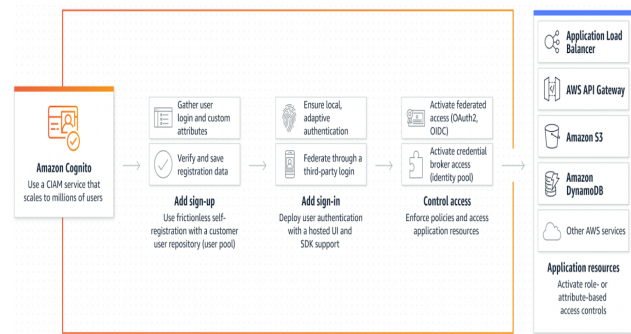 Amazon Cognito
Use a CIAM service that
scales to millions of users
Gather user
login and custom
attributes
Verify and save
registration data
Add sign-up
Use frictionless self-
registration with a customer
user repository (user pool)
Ensure local,
adaptive
authentication
Federate through a
third-party login
Add sign-in
Deploy user authentication
with a hosted UI and
SDK support
Activate federated
access (OAuth2,
OIDC)
Activate credential
broker access
(identity pool)
Control access
Enforce policies and access
application resources
Application Load
Balancer
AWS API Gateway
Amazon S3
Amazon
DynamoDB
Other AWS services
Application resources
Activate role- or
attribute-based
access controls